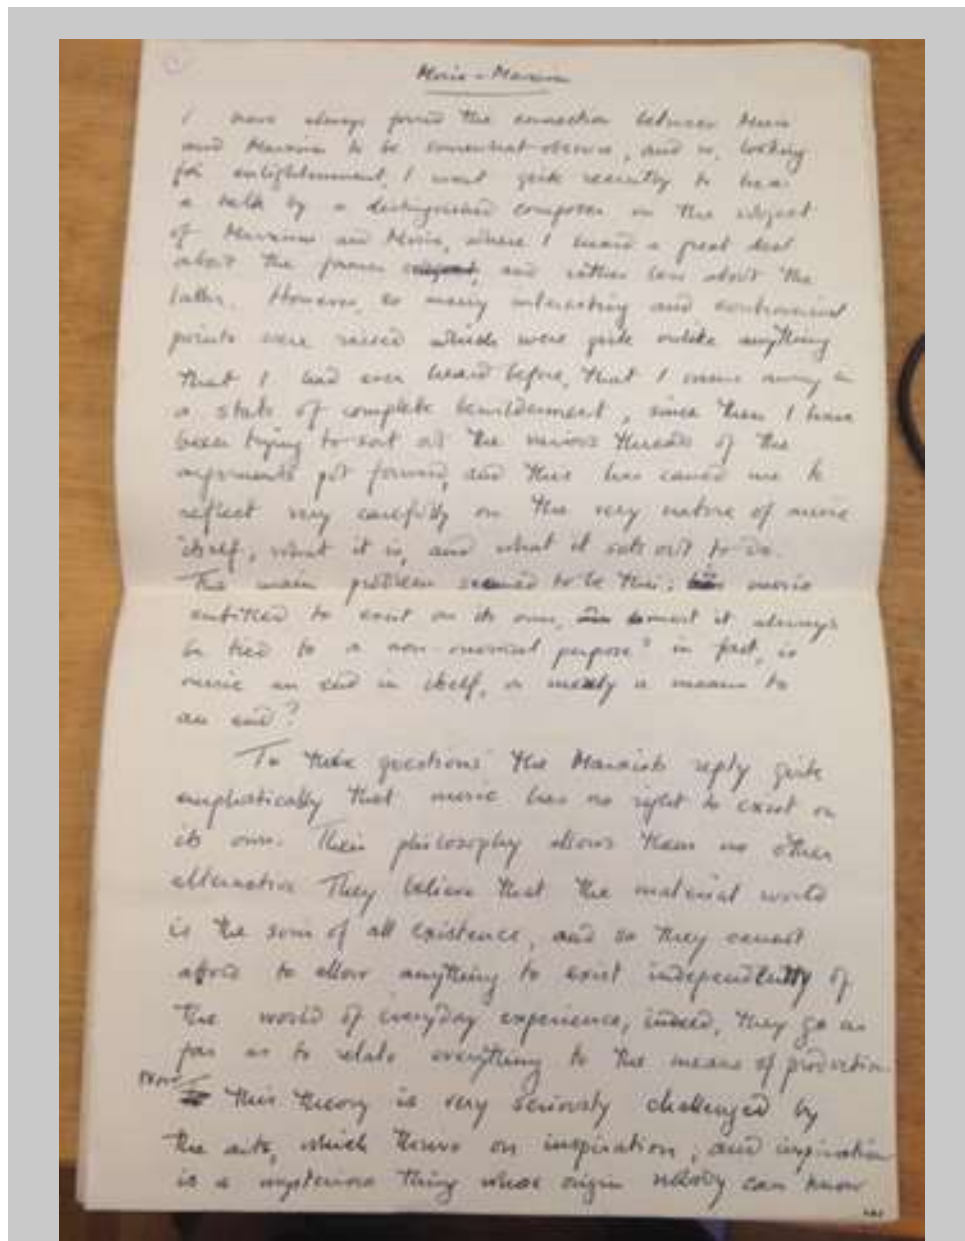 Music - Marxism
I have always found the connection between Music
and Marxism to be somewhat obscure, and so, looking
for enlightenment, I went quite recently to hear
a talk by a distinguished composer on the subject
of Marxism and Music, where I heard a great deal
about the former and rather less about the
latter. However, so many interesting and controversial
points were raised which were quite unlike anything
that I had ever heard before, that I came away in
a state of complete bewilderment, since then I have
been trying to sort out the various threads of the
arguments put forward, and this has caused me to
reflect very carefully on the very nature of music
itself; what it is, and what it sets out to do.
The main problem seemed to be this: is music
entitled to exist on its own, or must it always
be tied to a non-musical purpose? in fact, is
music an end in itself, or merely a means to
an end?
To these questions the Marxists reply quite
emphatically that music has no right to exist on
its own. Their philosophy allows them no other
alternative They believe that the material world
is the sum of all existence, and so they cannot
afford to allow anything to exist independently of
the world of everyday experience, indeed, they go as
far as to relate everything to the means of production
Now this theory is very seriously challenged by
the arts, which thrive on inspiration; and inspiration
is a mysterious thing whose origin nobody can know